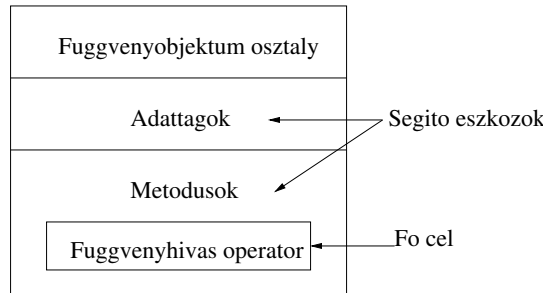 Fuggvenyobjektum osztaly
Adattagok
Segito eszkozok
Metodusok
Fuggvenyhivas operator
Fo cel